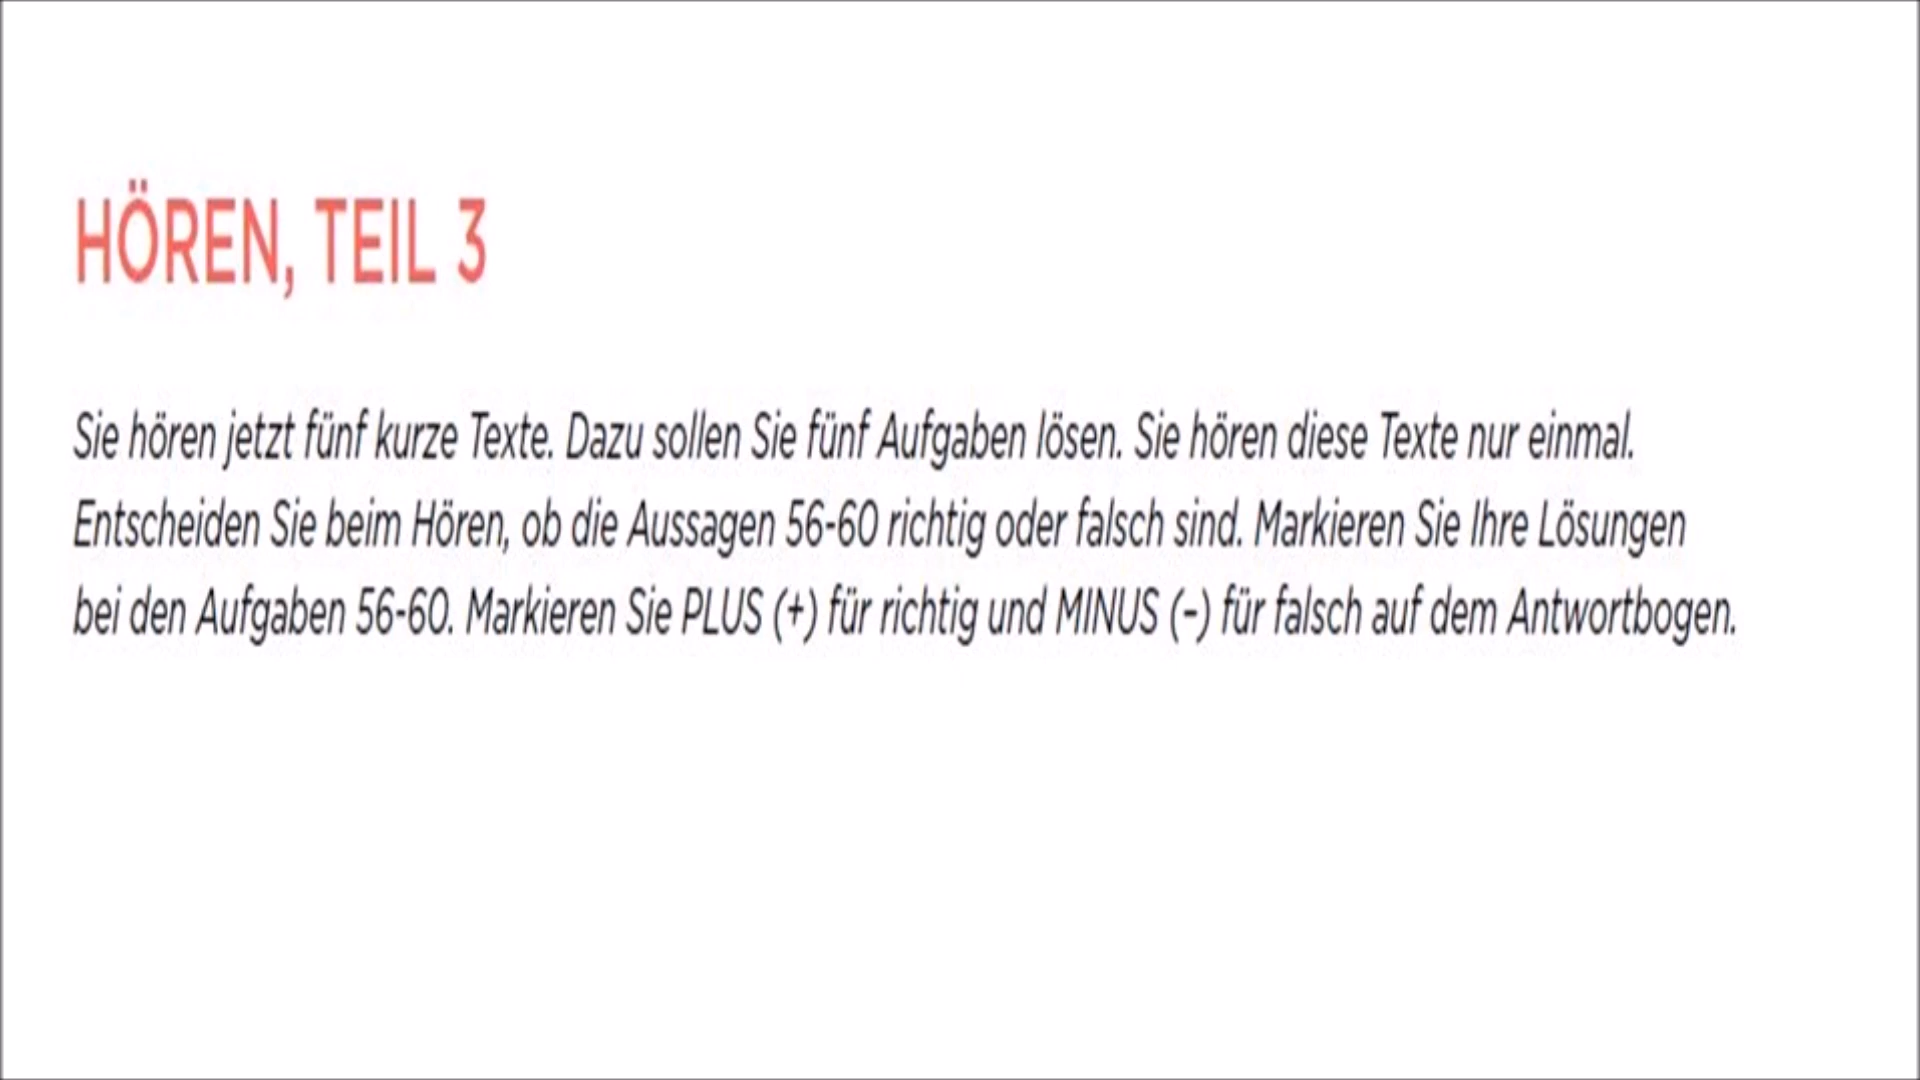 HÖREN, TEIL 3
Sie hören jetzt fünf kurze Texte. Dazu sollen Sie fünf Aufgaben lösen. Sie hören diese Texte nur einmal.
Entscheiden Sie beim Hören, ob die Aussagen 56-60 richtig oder falsch sind. Markieren Sie Ihre Lösungen
bei den Aufgaben 56-60. Markieren Sie PLUS (+) für richtig und MINUS (-) für falsch auf dem Antwortbogen.